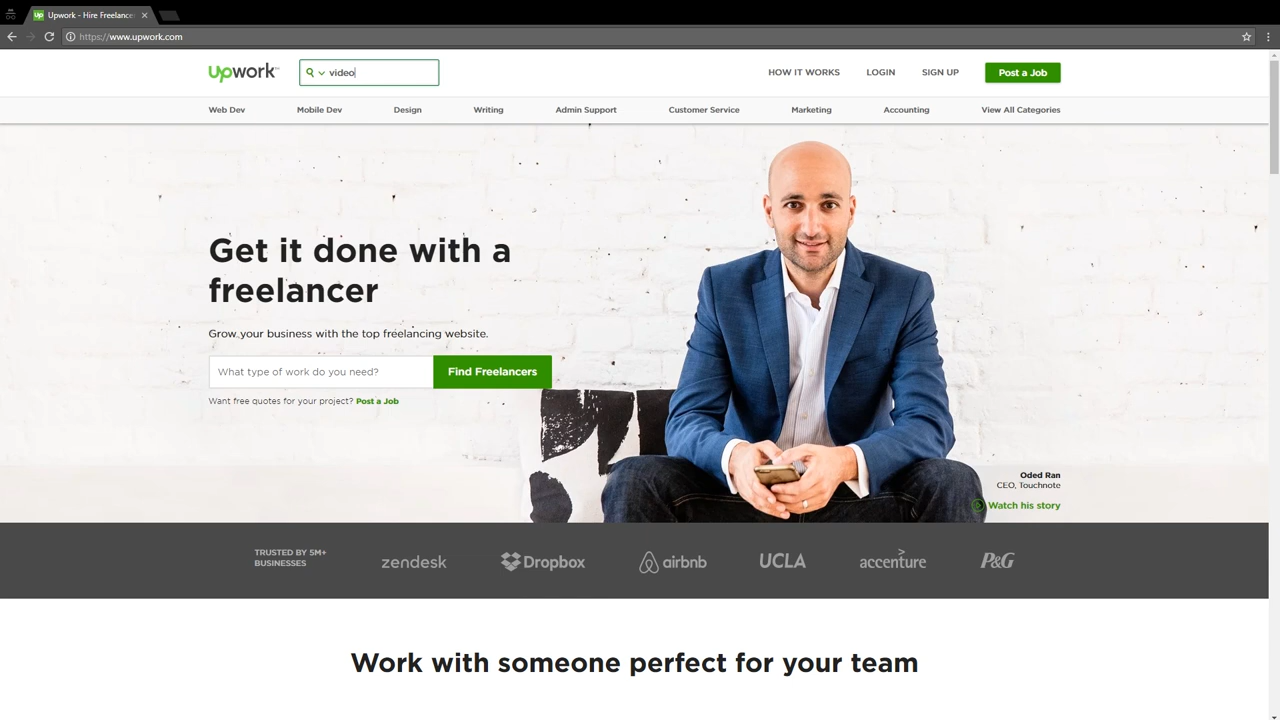 Upwork - Hire Freelance
https://www.upwork.com
upwork
video
HOW IT WORKS
LOGIN
SIGN UP
Post a Job
Web Dev
Mobile Dev
Design
Writing
Admin Support
Customer Service
Marketing
Accounting
View All Categories
Get it done with a
freelancer
Grow your business with the top freelancing website.
What type of work do you need?
Find Freelancers
Want free quotes for your project? Post a Job
Oded Ran
CEO, Touchnote
Watch his story
TRUSTED BY 5M+
BUSINESSES
zendesk
Dropbox
airbnb
UCLA
accenture
P&G
Work with someone perfect for your team